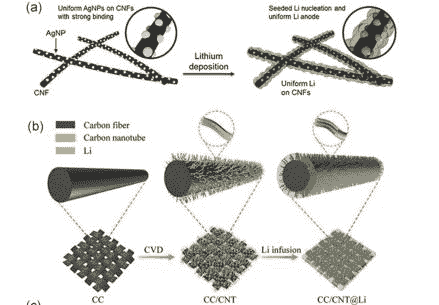 (a)
Uniform AgNPs on CNFs
with strong binding
AgNP
CNF
Lithium
deposition
Seeded Li nucleation and
uniform Li anode
Uniform Li
on CNFs
(b)
Carbon fiber
Carbon nanotube
Li
CC
CVD
CC/CNT
Li infusion
CC/CNT@Li